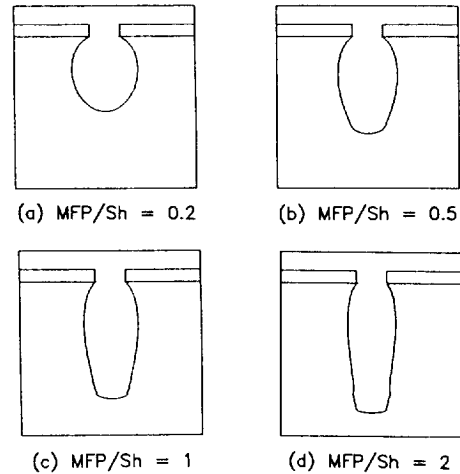 (a) MFP/Sh = 0.2
(b) MFP/Sh = 0.5
(c) MFP/Sh = 1
(d) MFP/Sh = 2